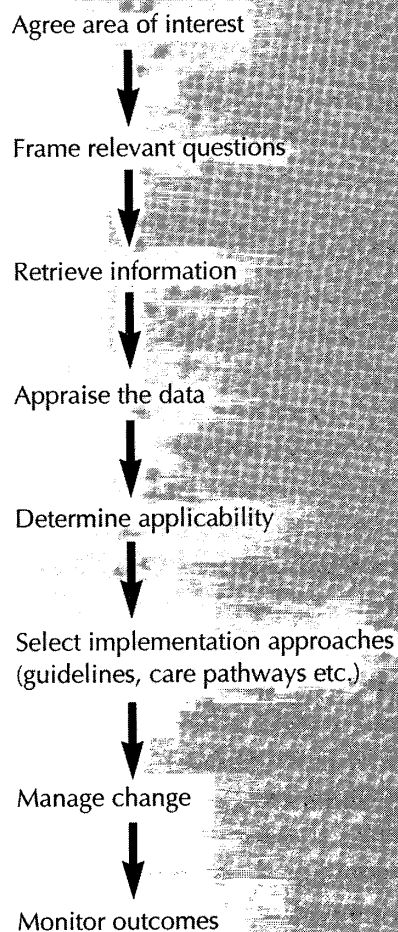 Agree area of interest
Frame relevant questions
Retrieve information
Appraise the data
Determine applicability
Select implementation approaches
(guidelines, care pathways etc.)
Manage change
Monitor outcomes